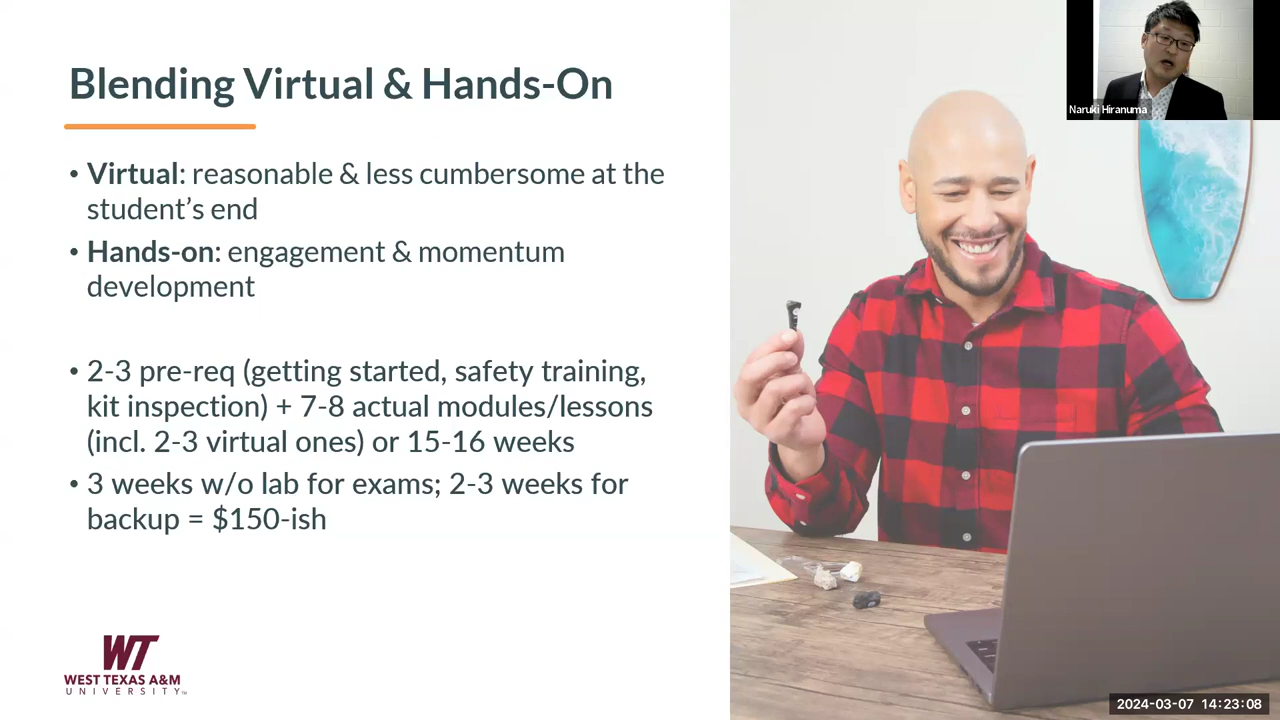 Blending Virtual & Hands-On
• Virtual: reasonable & less cumbersome at the
student’s end
• Hands-on: engagement & momentum
development
• 2-3 pre-req (getting started, safety training,
kit inspection) + 7-8 actual modules/lessons
(incl. 2-3 virtual ones) or 15-16 weeks
• 3 weeks w/o lab for exams; 2-3 weeks for
backup = $150-ish
WT
WEST TEXAS A&M
UNIVERSITY™
Naruki Hiranuma
2024-03-07 14:23:08